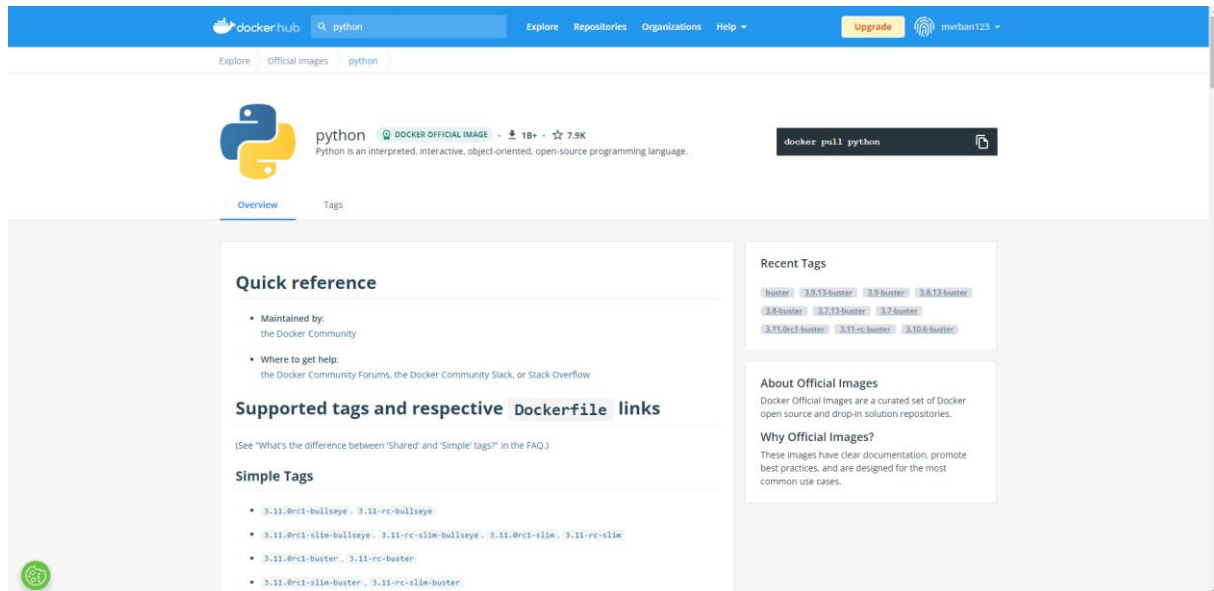 dockerhub
python
Explore Repositories Organizations Help
Upgrade
mvrban123
Explore Official Images python
python DOCKER OFFICIAL IMAGE · 1B+ · 7.9K
Python is an interpreted, interactive, object-oriented, open-source programming language.
docker pull python
Overview Tags
Quick reference
• Maintained by:
the Docker Community
• Where to get help:
the Docker Community Forums, the Docker Community Slack, or Stack Overflow
Supported tags and respective Dockerfile links
(See "What's the difference between 'Shared' and 'Simple' tags?" in the FAQ.)
Simple Tags
• 3.11.0rc1-bullseye, 3.11-rc-bullseye
• 3.11.0rc1-slim-bullseye, 3.11-rc-slim-bullseye, 3.11.0rc1-slim, 3.11-rc-slim
• 3.11.0rc1-buster, 3.11-rc-buster
• 3.11.0rc1-slim-buster, 3.11-rc-slim-buster
Recent Tags
buster 3.9.13-buster 3.9-buster 3.8.13-buster
3.8-buster 3.7.13-buster 3.7-buster
3.11.0rc1-buster 3.11-rc-buster 3.10.6-buster
About Official Images
Docker Official Images are a curated set of Docker
open source and drop-in solution repositories.
Why Official Images?
These images have clear documentation, promote
best practices, and are designed for the most
common use cases.